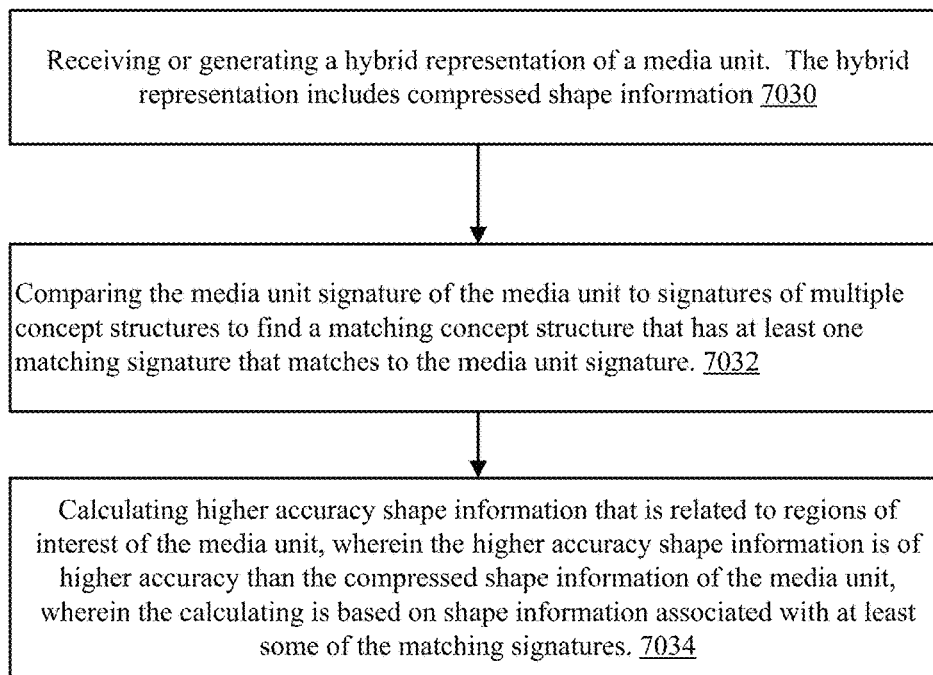 Receiving or generating a hybrid representation of a media unit.  The hybrid
representation includes compressed shape information 7030
Comparing the media unit signature of the media unit to signatures of multiple
concept structures to find a matching concept structure that has at least one
matching signature that matches to the media unit signature. 7032
Calculating higher accuracy shape information that is related to regions of
interest of the media unit, wherein the higher accuracy shape information is of
higher accuracy than the compressed shape information of the media unit,
wherein the calculating is based on shape information associated with at least
some of the matching signatures. 7034